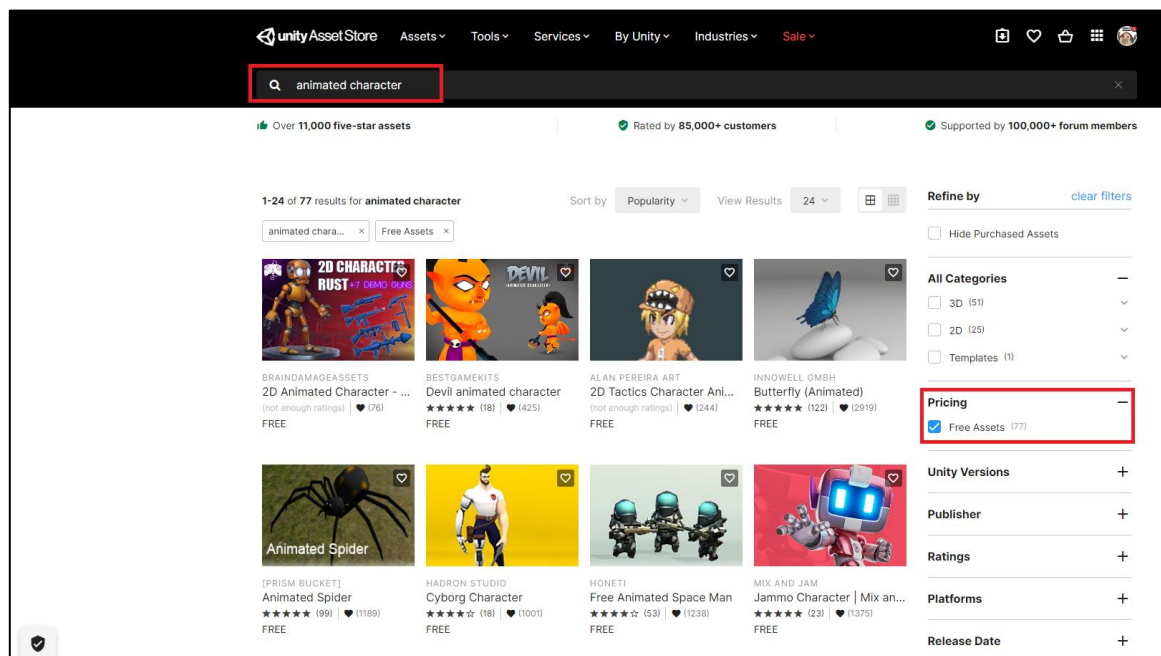 unity Asset Store Assets Tools Services By Unity Industries Sale
animated character
Over 11,000 five-star assets Rated by 85,000+ customers Supported by 100,000+ forum members
1-24 of 77 results for animated character Sort by Popularity View Results 24
animated chara... × Free Assets ×
2D CHARACTER
RUST +7 DEMO GUNS
DEVIL
BRAINDAMAGEASSETS
2D Animated Character - ...
(not enough ratings) (76)
FREE
BESTGAMEKITS
Devil animated character
(18) (425)
FREE
ALAN PEREIRA ART
2D Tactics Character Ani...
(not enough ratings) (244)
FREE
INNOWELL GMBH
Butterfly (Animated)
(122) (2919)
FREE
Animated Spider
[PRISM BUCKET]
Animated Spider
(99) (1189)
FREE
HADRON STUDIO
Cyborg Character
(18) (1001)
FREE
HONETI
Free Animated Space Man
(53) (1238)
FREE
MIX AND JAM
Jammo Character | Mix an...
(23) (1375)
FREE
Refine by clear filters
Hide Purchased Assets
All Categories
3D (51)
2D (25)
Templates (1)
Pricing
Free Assets (77)
Unity Versions
Publisher
Ratings
Platforms
Release Date